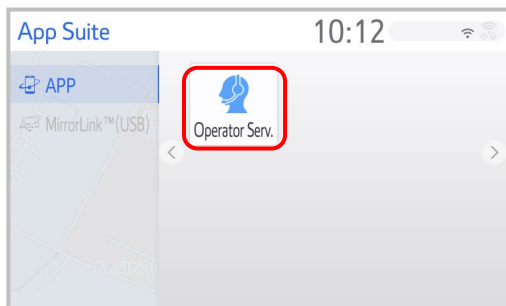 App Suite
10:12
APP
MirrorLink™(USB)
Operator Serv.